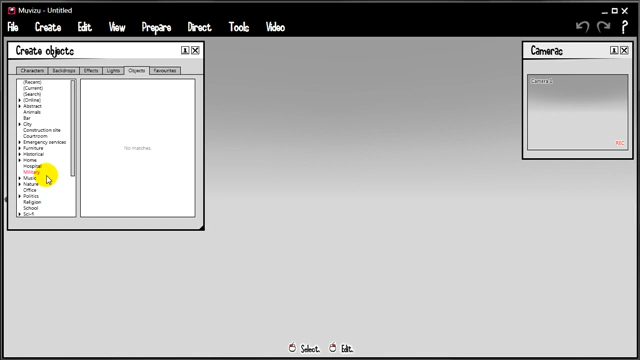 Muvizu - Untitled
File Create Edit View Prepare Direct Tools Video ?
Create objects
Cameras
Characters Backdrops Effects Lights Objects Favourites
(Recent)
(Current)
(Search)
(Online)
Abstract
Animals
Bar
City
Construction site
Courtroom
Emergency services
Furniture
Historical
Home
Hospital
Military
Music
Nature
Office
Politics
Religion
School
Sci-fi
No matches.
Camera 1
REC
Select. Edit.